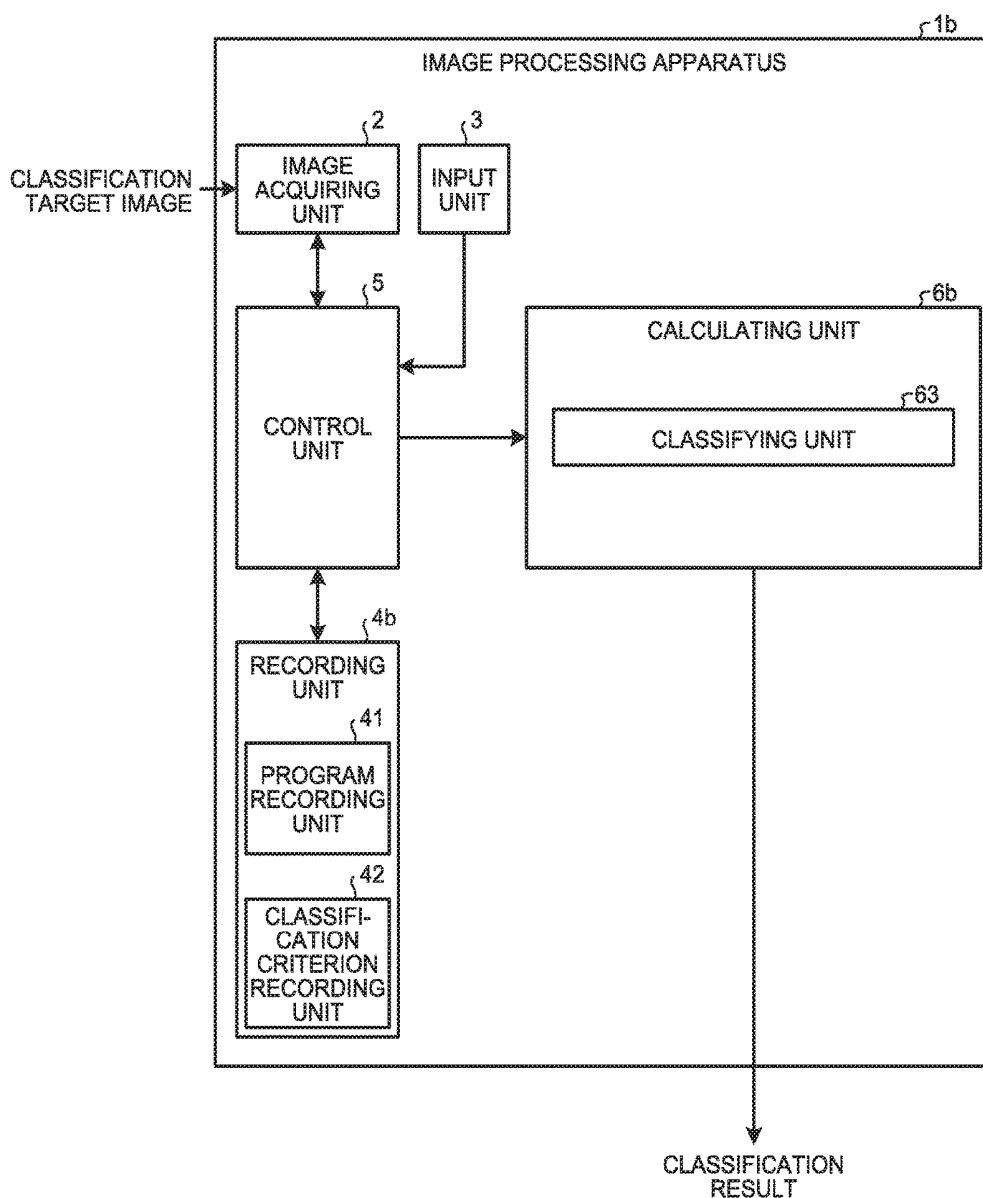 1b
IMAGE PROCESSING APPARATUS
2
3
CLASSIFICATION
TARGET IMAGE
IMAGE
ACQUIRING
UNIT
INPUT
UNIT
5
6b
CONTROL
UNIT
CALCULATING UNIT
63
CLASSIFYING UNIT
4b
RECORDING
UNIT
41
PROGRAM
RECORDING
UNIT
42
CLASSIFI-
CATION
CRITERION
RECORDING
UNIT
CLASSIFICATION
RESULT